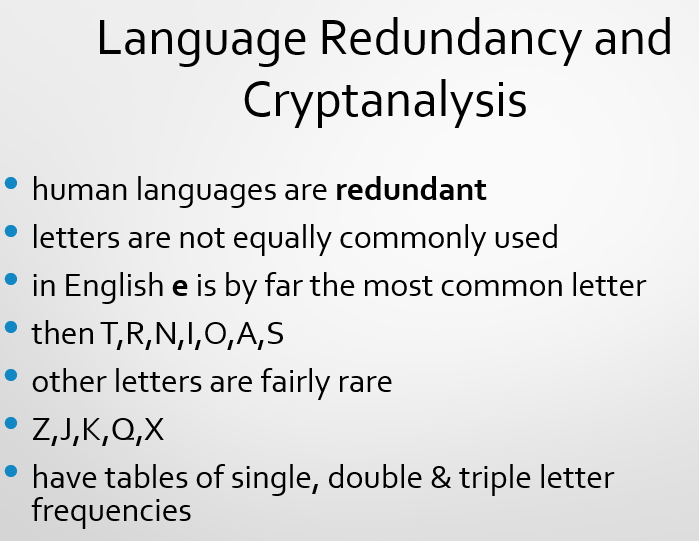 Language Redundancy and
Cryptanalysis
• human languages are redundant
• letters are not equally commonly used
• in English e is by far the most common letter
• then T,R,N,I,O,A,S
• other letters are fairly rare
• Z,J,K,Q,X
• have tables of single, double & triple letter
frequencies